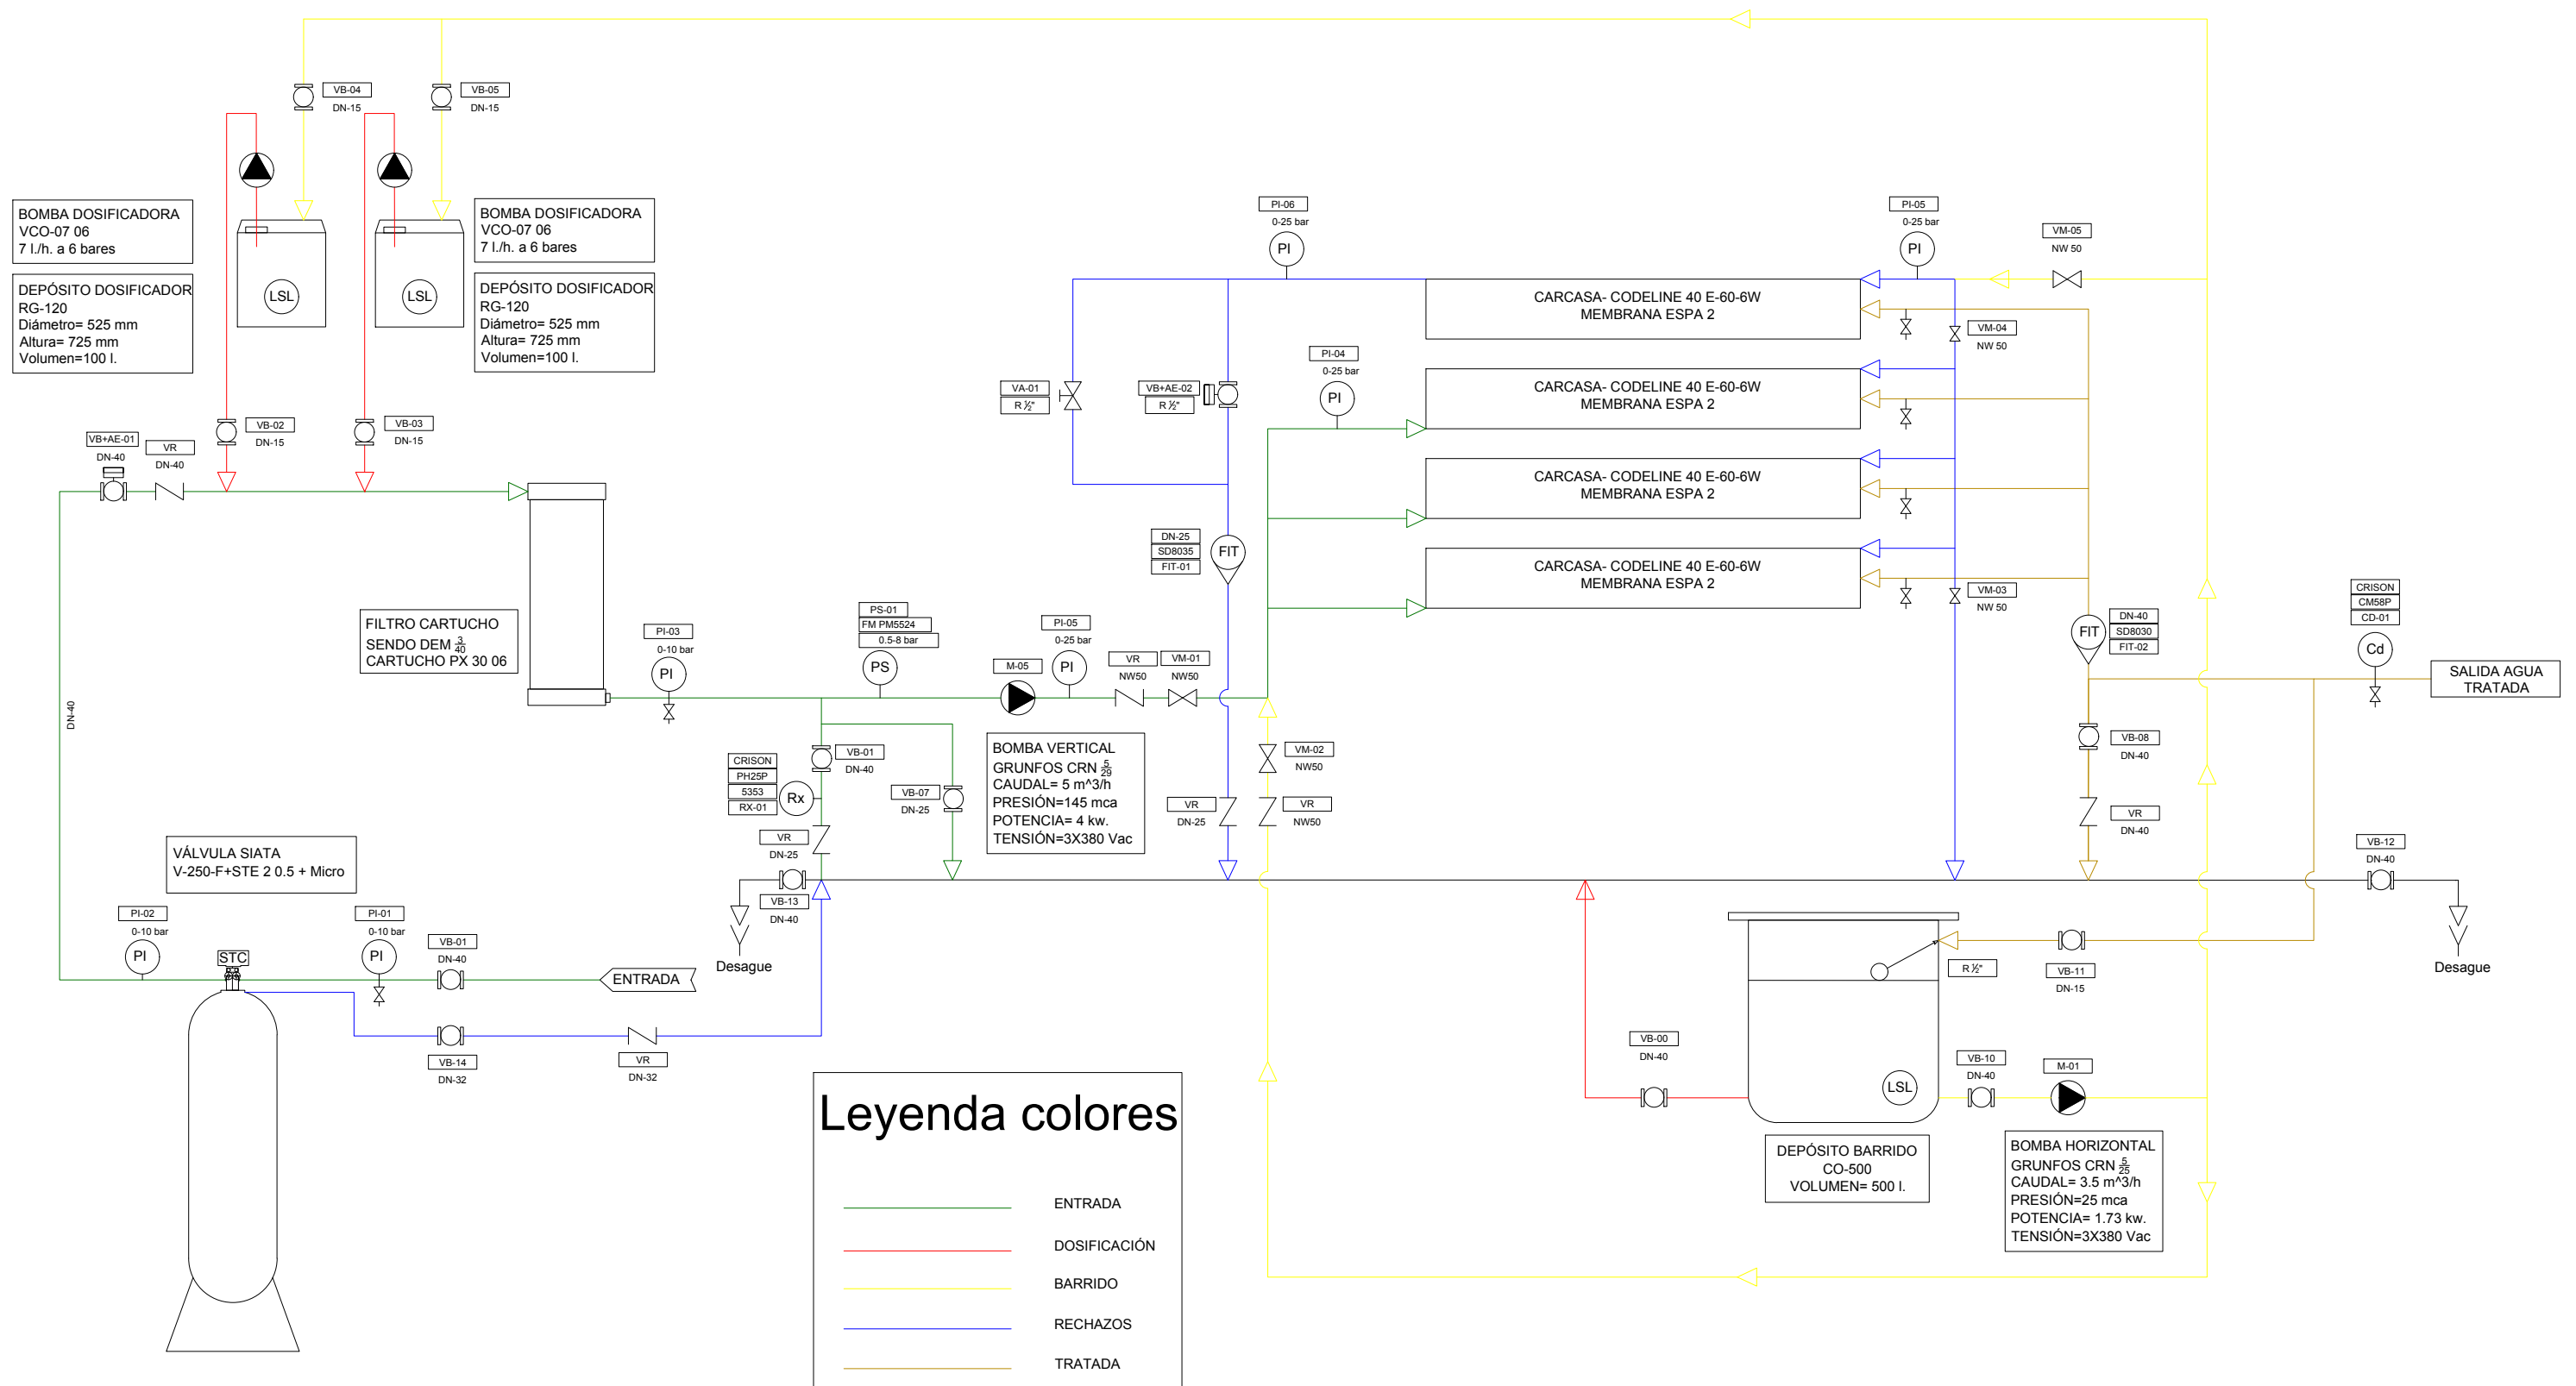 VB-04
DN-15
VB-05
DN-15
BOMBA DOSIFICADORA
VCO-07 06
7 l./h. a 6 bares
DEPÓSITO DOSIFICADOR
RG-120
Diámetro= 525 mm
Altura= 725 mm
Volumen=100 l.
LSL
LSL
BOMBA DOSIFICADORA
VCO-07 06
7 l./h. a 6 bares
DEPÓSITO DOSIFICADOR
RG-120
Diámetro= 525 mm
Altura= 725 mm
Volumen=100 l.
VB-02
DN-15
VB-03
DN-15
VB+AE-01
DN-40
VR
DN-40
DN-40
FILTRO CARTUCHO
SENDO DEM 3/40
CARTUCHO PX 30 06
PI-03
0-10 bar
PI
PS-01
FM PM5524
0.5-8 bar
PS
M-05
PI-05
0-25 bar
PI
VR
NW50
VM-01
NW50
PI-06
0-25 bar
PI
PI-05
0-25 bar
PI
VM-05
NW 50
VM-04
NW 50
VM-03
NW 50
PI-04
0-25 bar
PI
VA-01
R ½"
VB+AE-02
R ½"
DN-25
SD8035
FIT-01
FIT
CARCASA- CODELINE 40 E-60-6W
MEMBRANA ESPA 2
CARCASA- CODELINE 40 E-60-6W
MEMBRANA ESPA 2
CARCASA- CODELINE 40 E-60-6W
MEMBRANA ESPA 2
CARCASA- CODELINE 40 E-60-6W
MEMBRANA ESPA 2
FIT
DN-40
SD8030
FIT-02
CRISON
CM58P
CD-01
Cd
SALIDA AGUA
TRATADA
VB-01
DN-40
CRISON
PH25P
5353
RX-01
Rx
VR
DN-25
VB-07
DN-25
BOMBA VERTICAL
GRUNFOS CRN 5/29
CAUDAL= 5 m^3/h
PRESIÓN=145 mca
POTENCIA= 4 kw.
TENSIÓN=3X380 Vac
VR
DN-25
VM-02
NW50
VR
NW50
VB-08
DN-40
VR
DN-40
VB-12
DN-40
Desague
VÁLVULA SIATA
V-250-F+STE 2 0.5 + Micro
PI-02
0-10 bar
PI
STC
PI-01
0-10 bar
PI
VB-01
DN-40
ENTRADA
VB-14
DN-32
VR
DN-32
VB-13
DN-40
Desague
R ½"
VB-11
DN-15
VB-00
DN-40
LSL
VB-10
DN-40
M-01
DEPÓSITO BARRIDO
CO-500
VOLUMEN= 500 l.
BOMBA HORIZONTAL
GRUNFOS CRN 5/25
CAUDAL= 3.5 m^3/h
PRESIÓN=25 mca
POTENCIA= 1.73 kw.
TENSIÓN=3X380 Vac
Leyenda colores
ENTRADA
DOSIFICACIÓN
BARRIDO
RECHAZOS
TRATADA